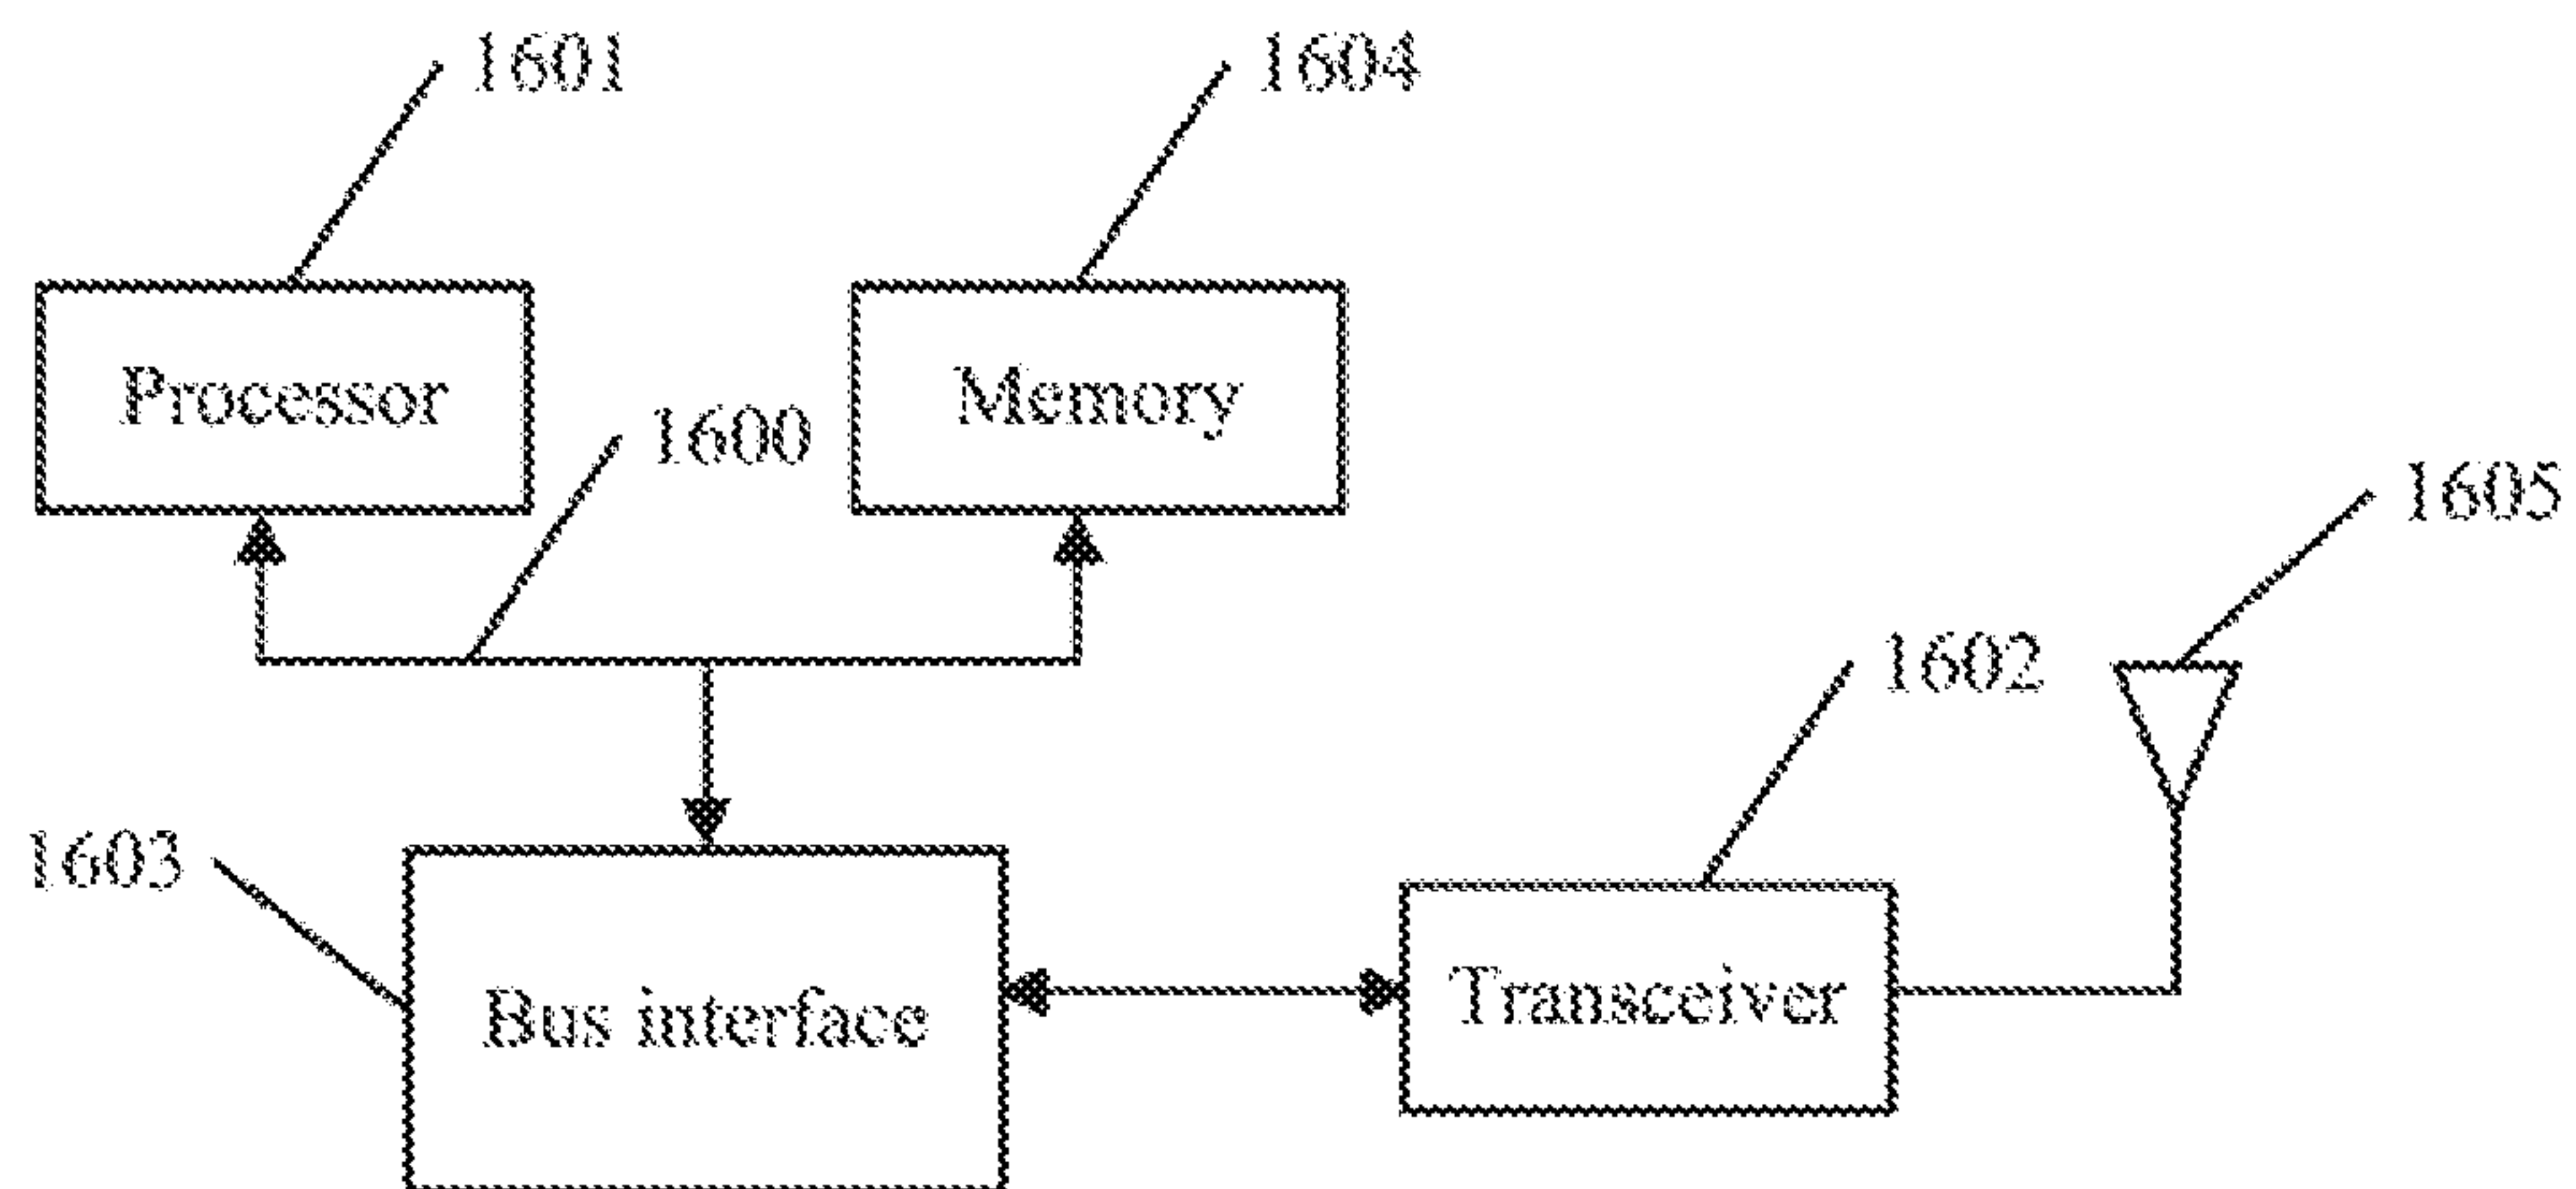 1601
1604
Processor
Memory
1600
1605
1602
1603
Bus interface
Transceiver